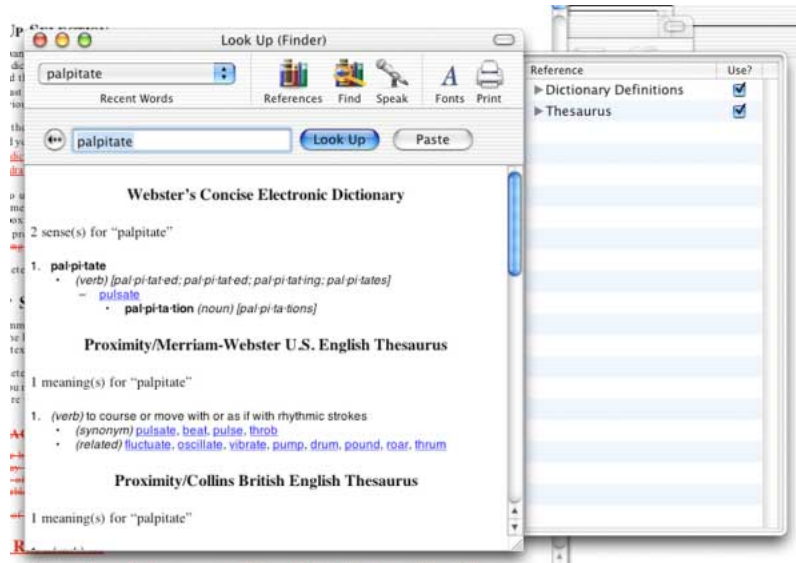 Look Up (Finder)
palpitate
Recent Words
References Find Speak Fonts Print
palpitate Look Up Paste
Reference Use?
Dictionary Definitions
Thesaurus
Webster's Concise Electronic Dictionary
2 sense(s) for “palpitate”
1. pal·pi·tate
• (verb) [pal·pi·tat·ed; pal·pi·tat·ed; pal·pi·tat·ing; pal·pi·tates]
– pulsate
• pal·pi·ta·tion (noun) [pal·pi·ta·tions]
Proximity/Merriam-Webster U.S. English Thesaurus
1 meaning(s) for “palpitate”
1. (verb) to course or move with or as if with rhythmic strokes
• (synonym) pulsate, beat, pulse, throb
• (related) fluctuate, oscillate, vibrate, pump, drum, pound, roar, thrum
Proximity/Collins British English Thesaurus
1 meaning(s) for “palpitate”